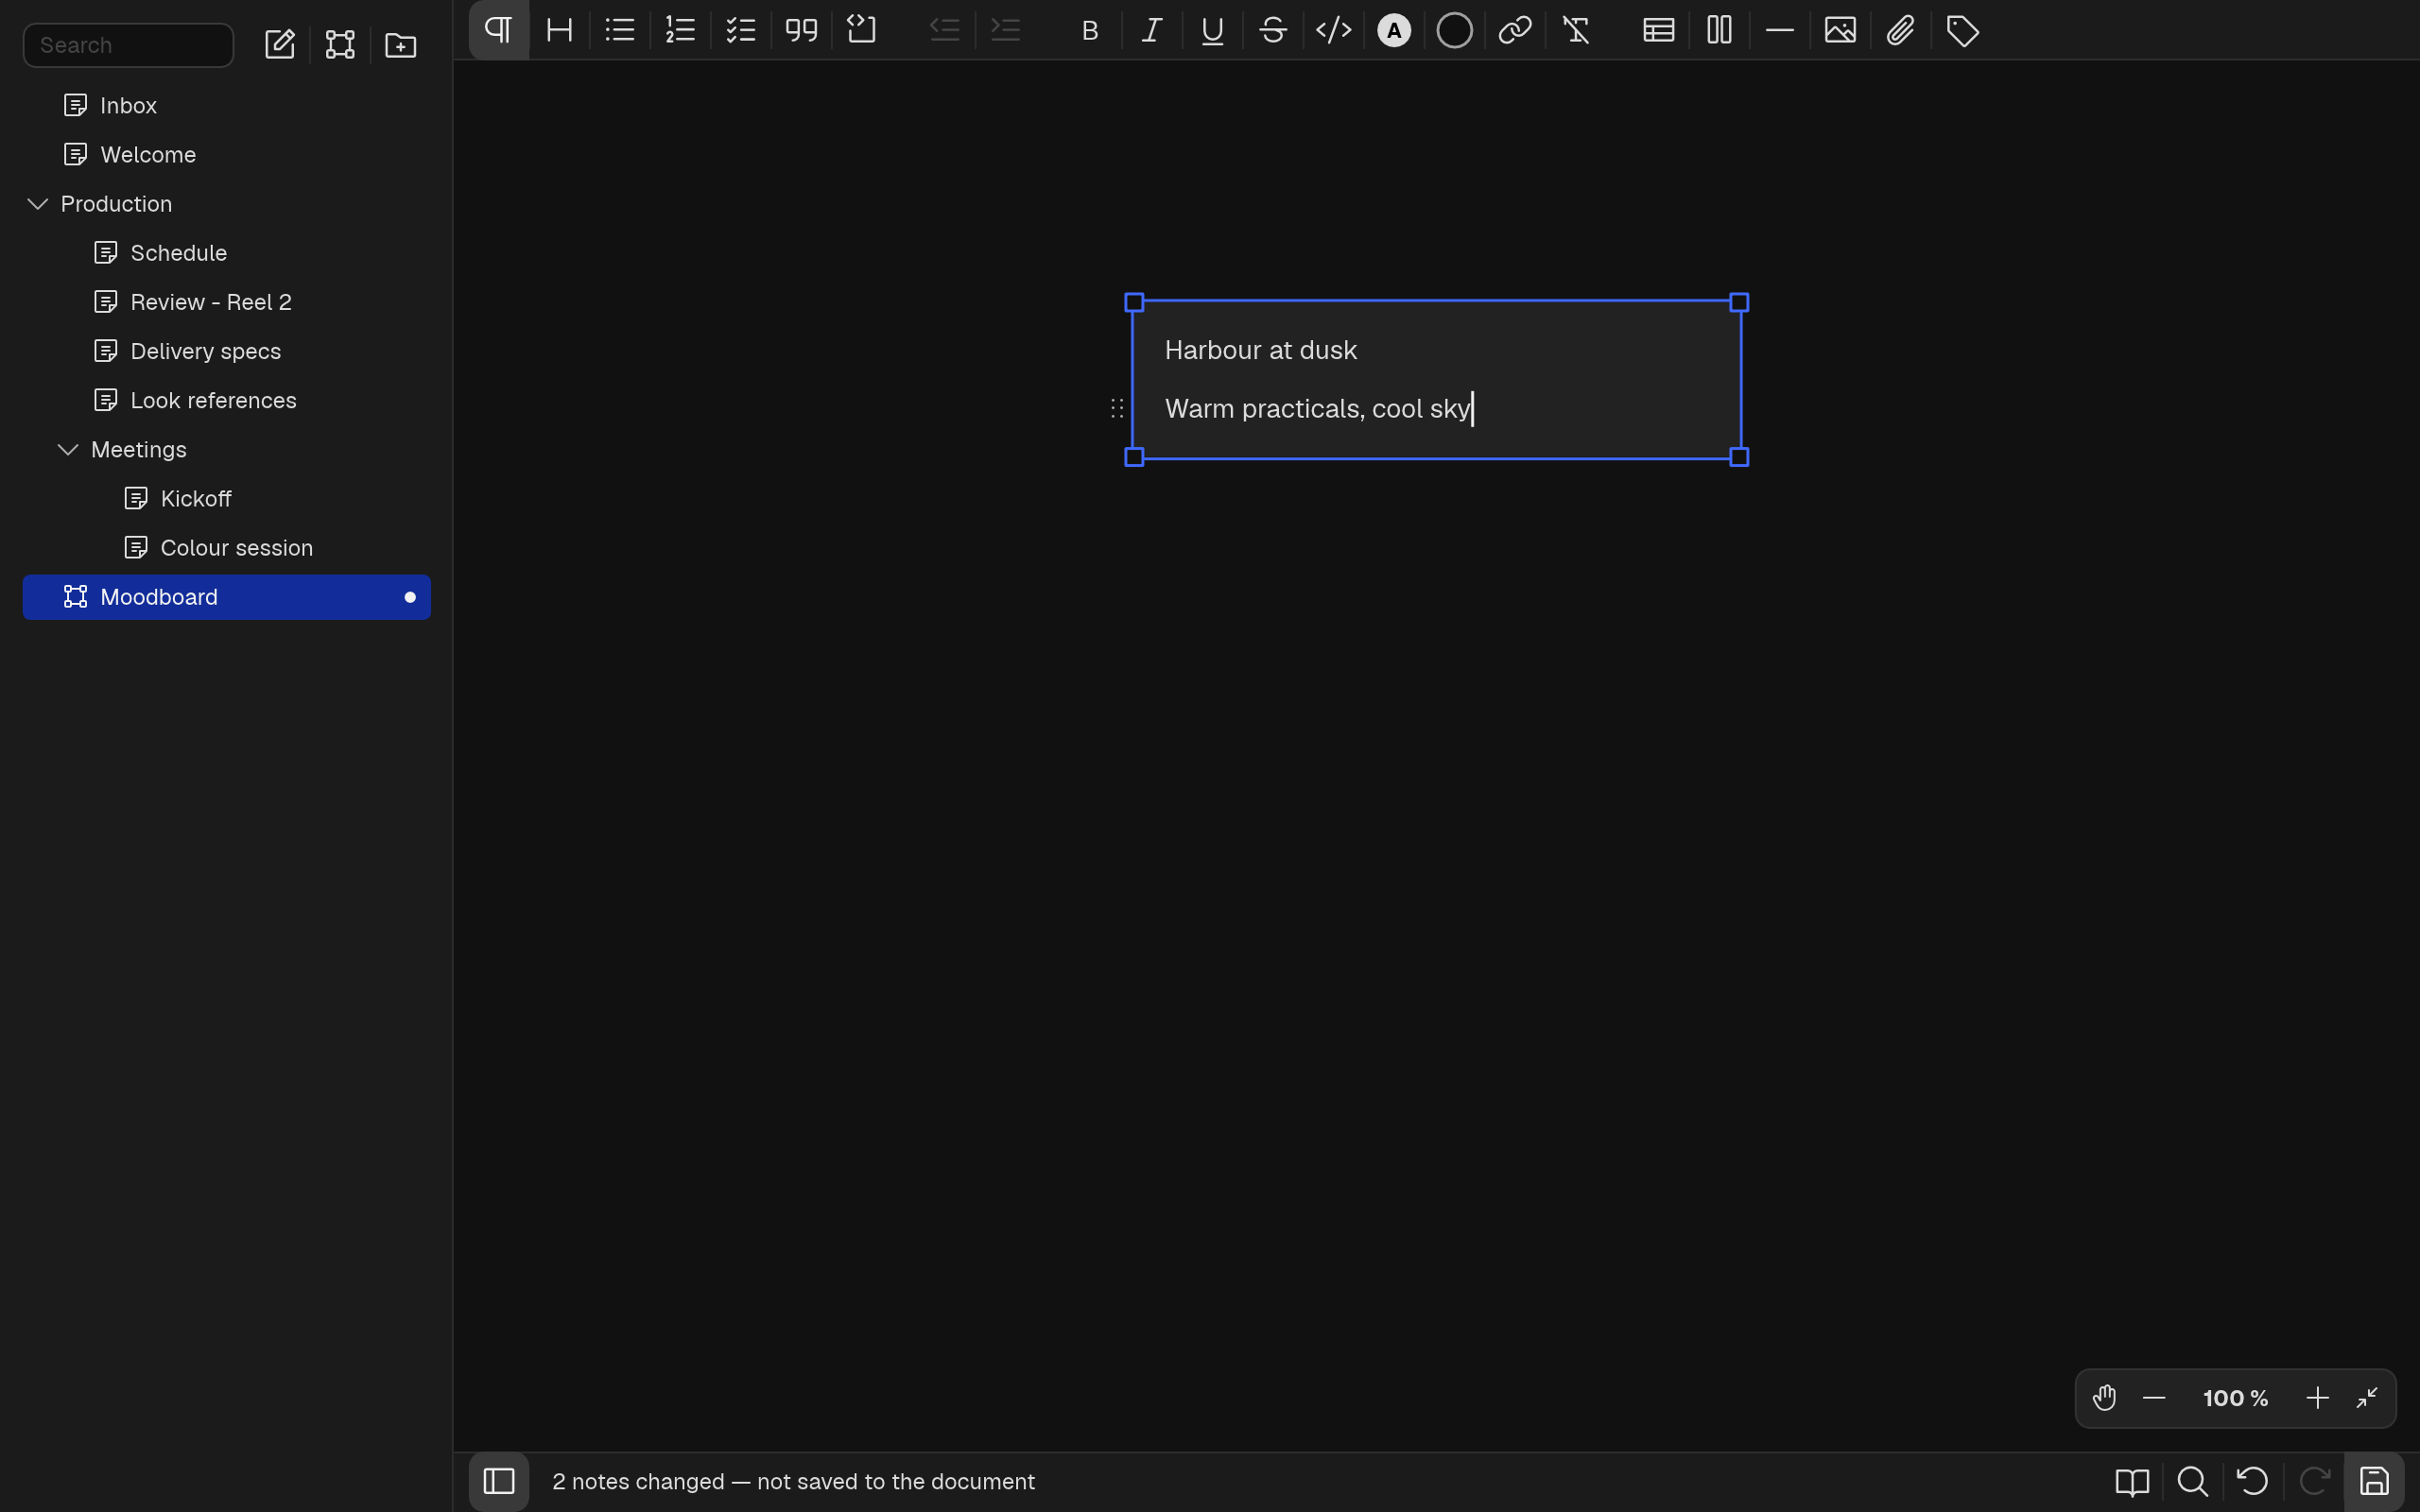 Search
Inbox
Welcome
Production
Schedule
Review - Reel 2
Delivery specs
Look references
Meetings
Kickoff
Colour session
Moodboard
Harbour at dusk
Warm practicals, cool sky
100 %
2 notes changed — not saved to the document